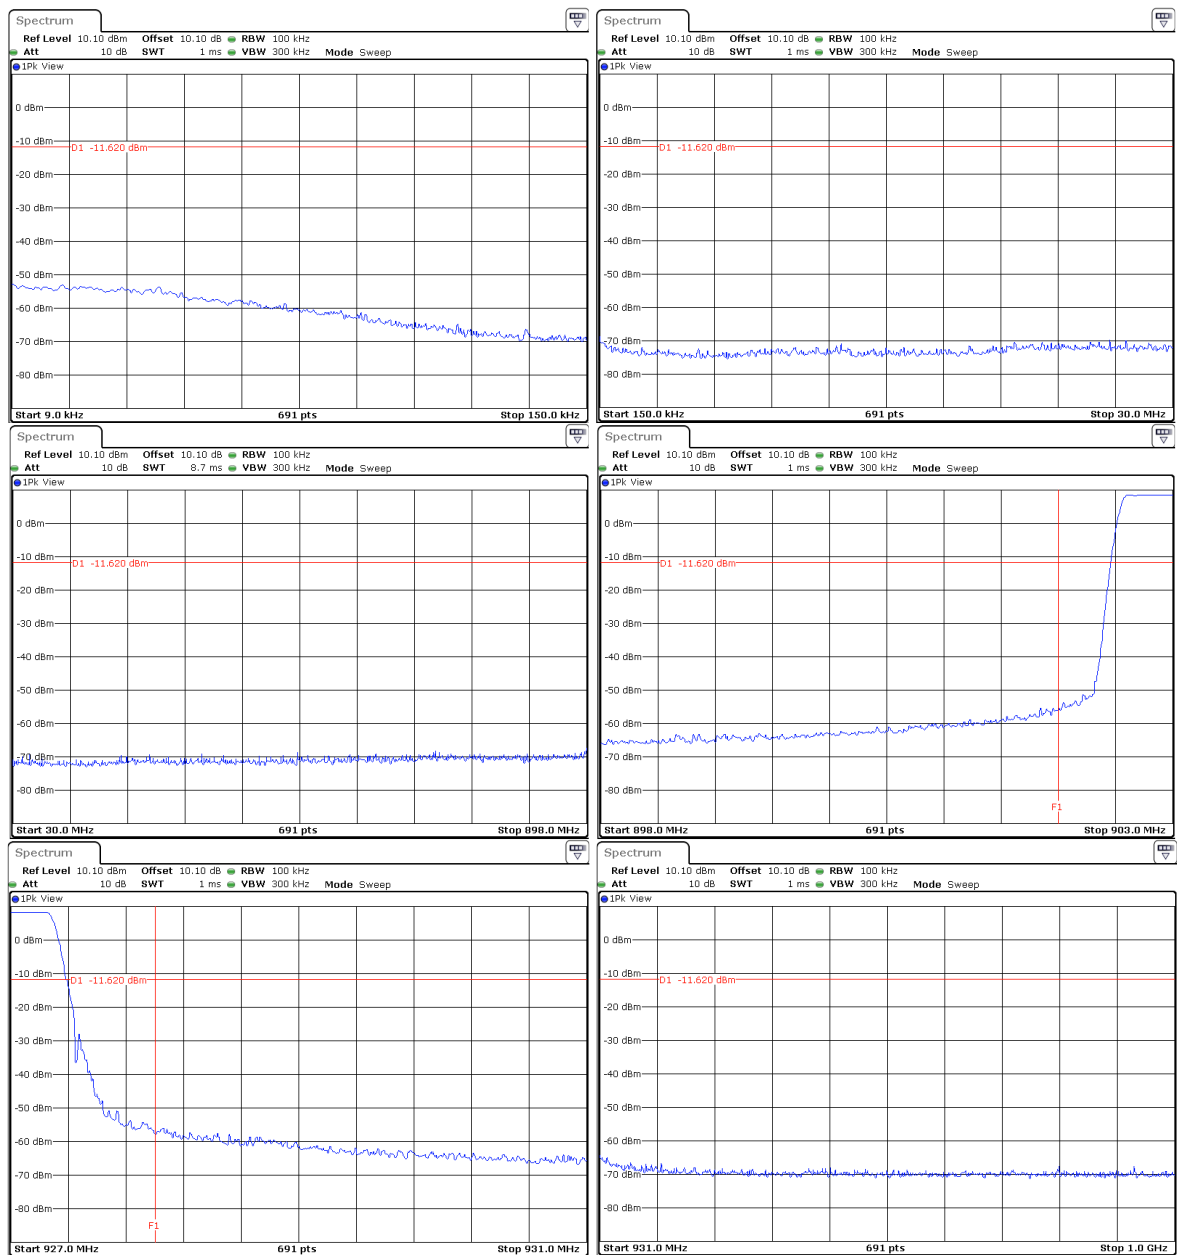 Spectrum
Ref Level 10.10 dBm Offset 10.10 dB RBW 100 kHz
Att 10 dB SWT 1 ms VBW 300 kHz Mode Sweep
1Pk View
0 dBm
-10 dBm
D1 -11.620 dBm
-20 dBm
-30 dBm
-40 dBm
-50 dBm
-60 dBm
-70 dBm
-80 dBm
Start 9.0 kHz 691 pts Stop 150.0 kHz
Spectrum
Ref Level 10.10 dBm Offset 10.10 dB RBW 100 kHz
Att 10 dB SWT 1 ms VBW 300 kHz Mode Sweep
1Pk View
0 dBm
-10 dBm
D1 -11.620 dBm
-20 dBm
-30 dBm
-40 dBm
-50 dBm
-60 dBm
-70 dBm
-80 dBm
Start 150.0 kHz 691 pts Stop 30.0 MHz
Spectrum
Ref Level 10.10 dBm Offset 10.10 dB RBW 100 kHz
Att 10 dB SWT 8.7 ms VBW 300 kHz Mode Sweep
1Pk View
0 dBm
-10 dBm
D1 -11.620 dBm
-20 dBm
-30 dBm
-40 dBm
-50 dBm
-60 dBm
-70 dBm
-80 dBm
Start 30.0 MHz 691 pts Stop 898.0 MHz
Spectrum
Ref Level 10.10 dBm Offset 10.10 dB RBW 100 kHz
Att 10 dB SWT 1 ms VBW 300 kHz Mode Sweep
1Pk View
0 dBm
-10 dBm
D1 -11.620 dBm
-20 dBm
-30 dBm
-40 dBm
-50 dBm
-60 dBm
-70 dBm
-80 dBm
F1
Start 898.0 MHz 691 pts Stop 903.0 MHz
Spectrum
Ref Level 10.10 dBm Offset 10.10 dB RBW 100 kHz
Att 10 dB SWT 1 ms VBW 300 kHz Mode Sweep
1Pk View
0 dBm
-10 dBm
D1 -11.620 dBm
-20 dBm
-30 dBm
-40 dBm
-50 dBm
-60 dBm
-70 dBm
-80 dBm
F1
Start 927.0 MHz 691 pts Stop 931.0 MHz
Spectrum
Ref Level 10.10 dBm Offset 10.10 dB RBW 100 kHz
Att 10 dB SWT 1 ms VBW 300 kHz Mode Sweep
1Pk View
0 dBm
-10 dBm
D1 -11.620 dBm
-20 dBm
-30 dBm
-40 dBm
-50 dBm
-60 dBm
-70 dBm
-80 dBm
Start 931.0 MHz 691 pts Stop 1.0 GHz